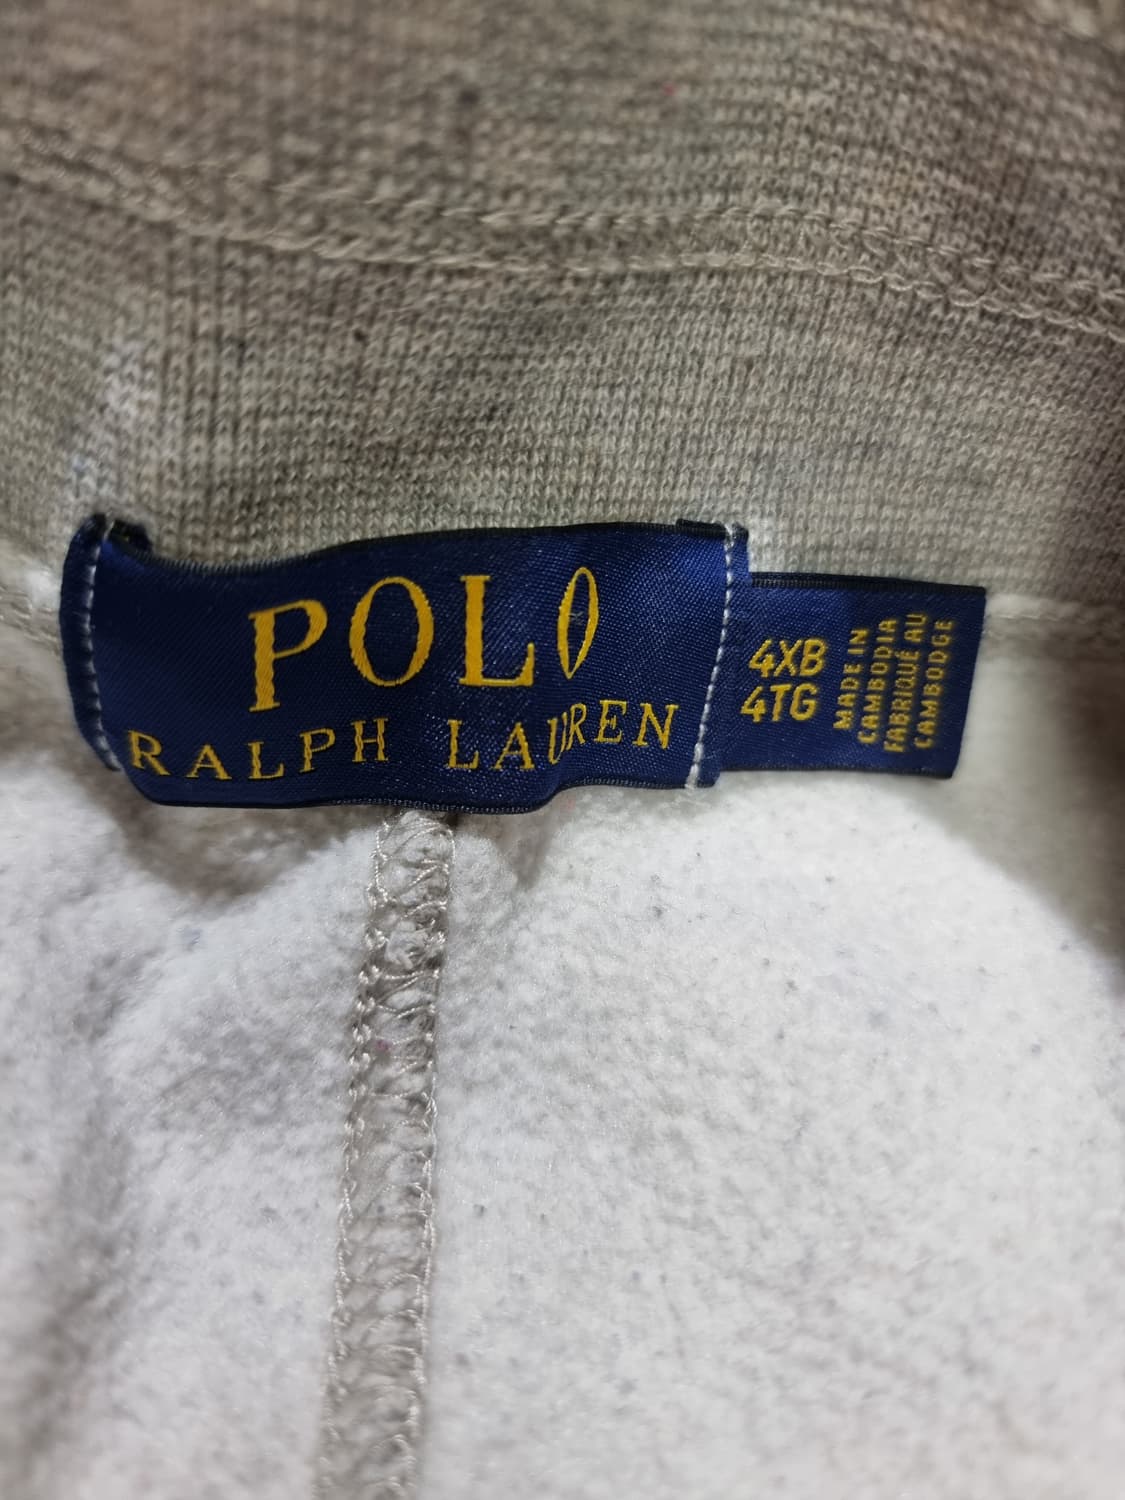 POLO
RALPH LAUREN
4XB
4TG
MADE IN
CAMBODIA
FABRIQUÉ AU
CAMBODGE